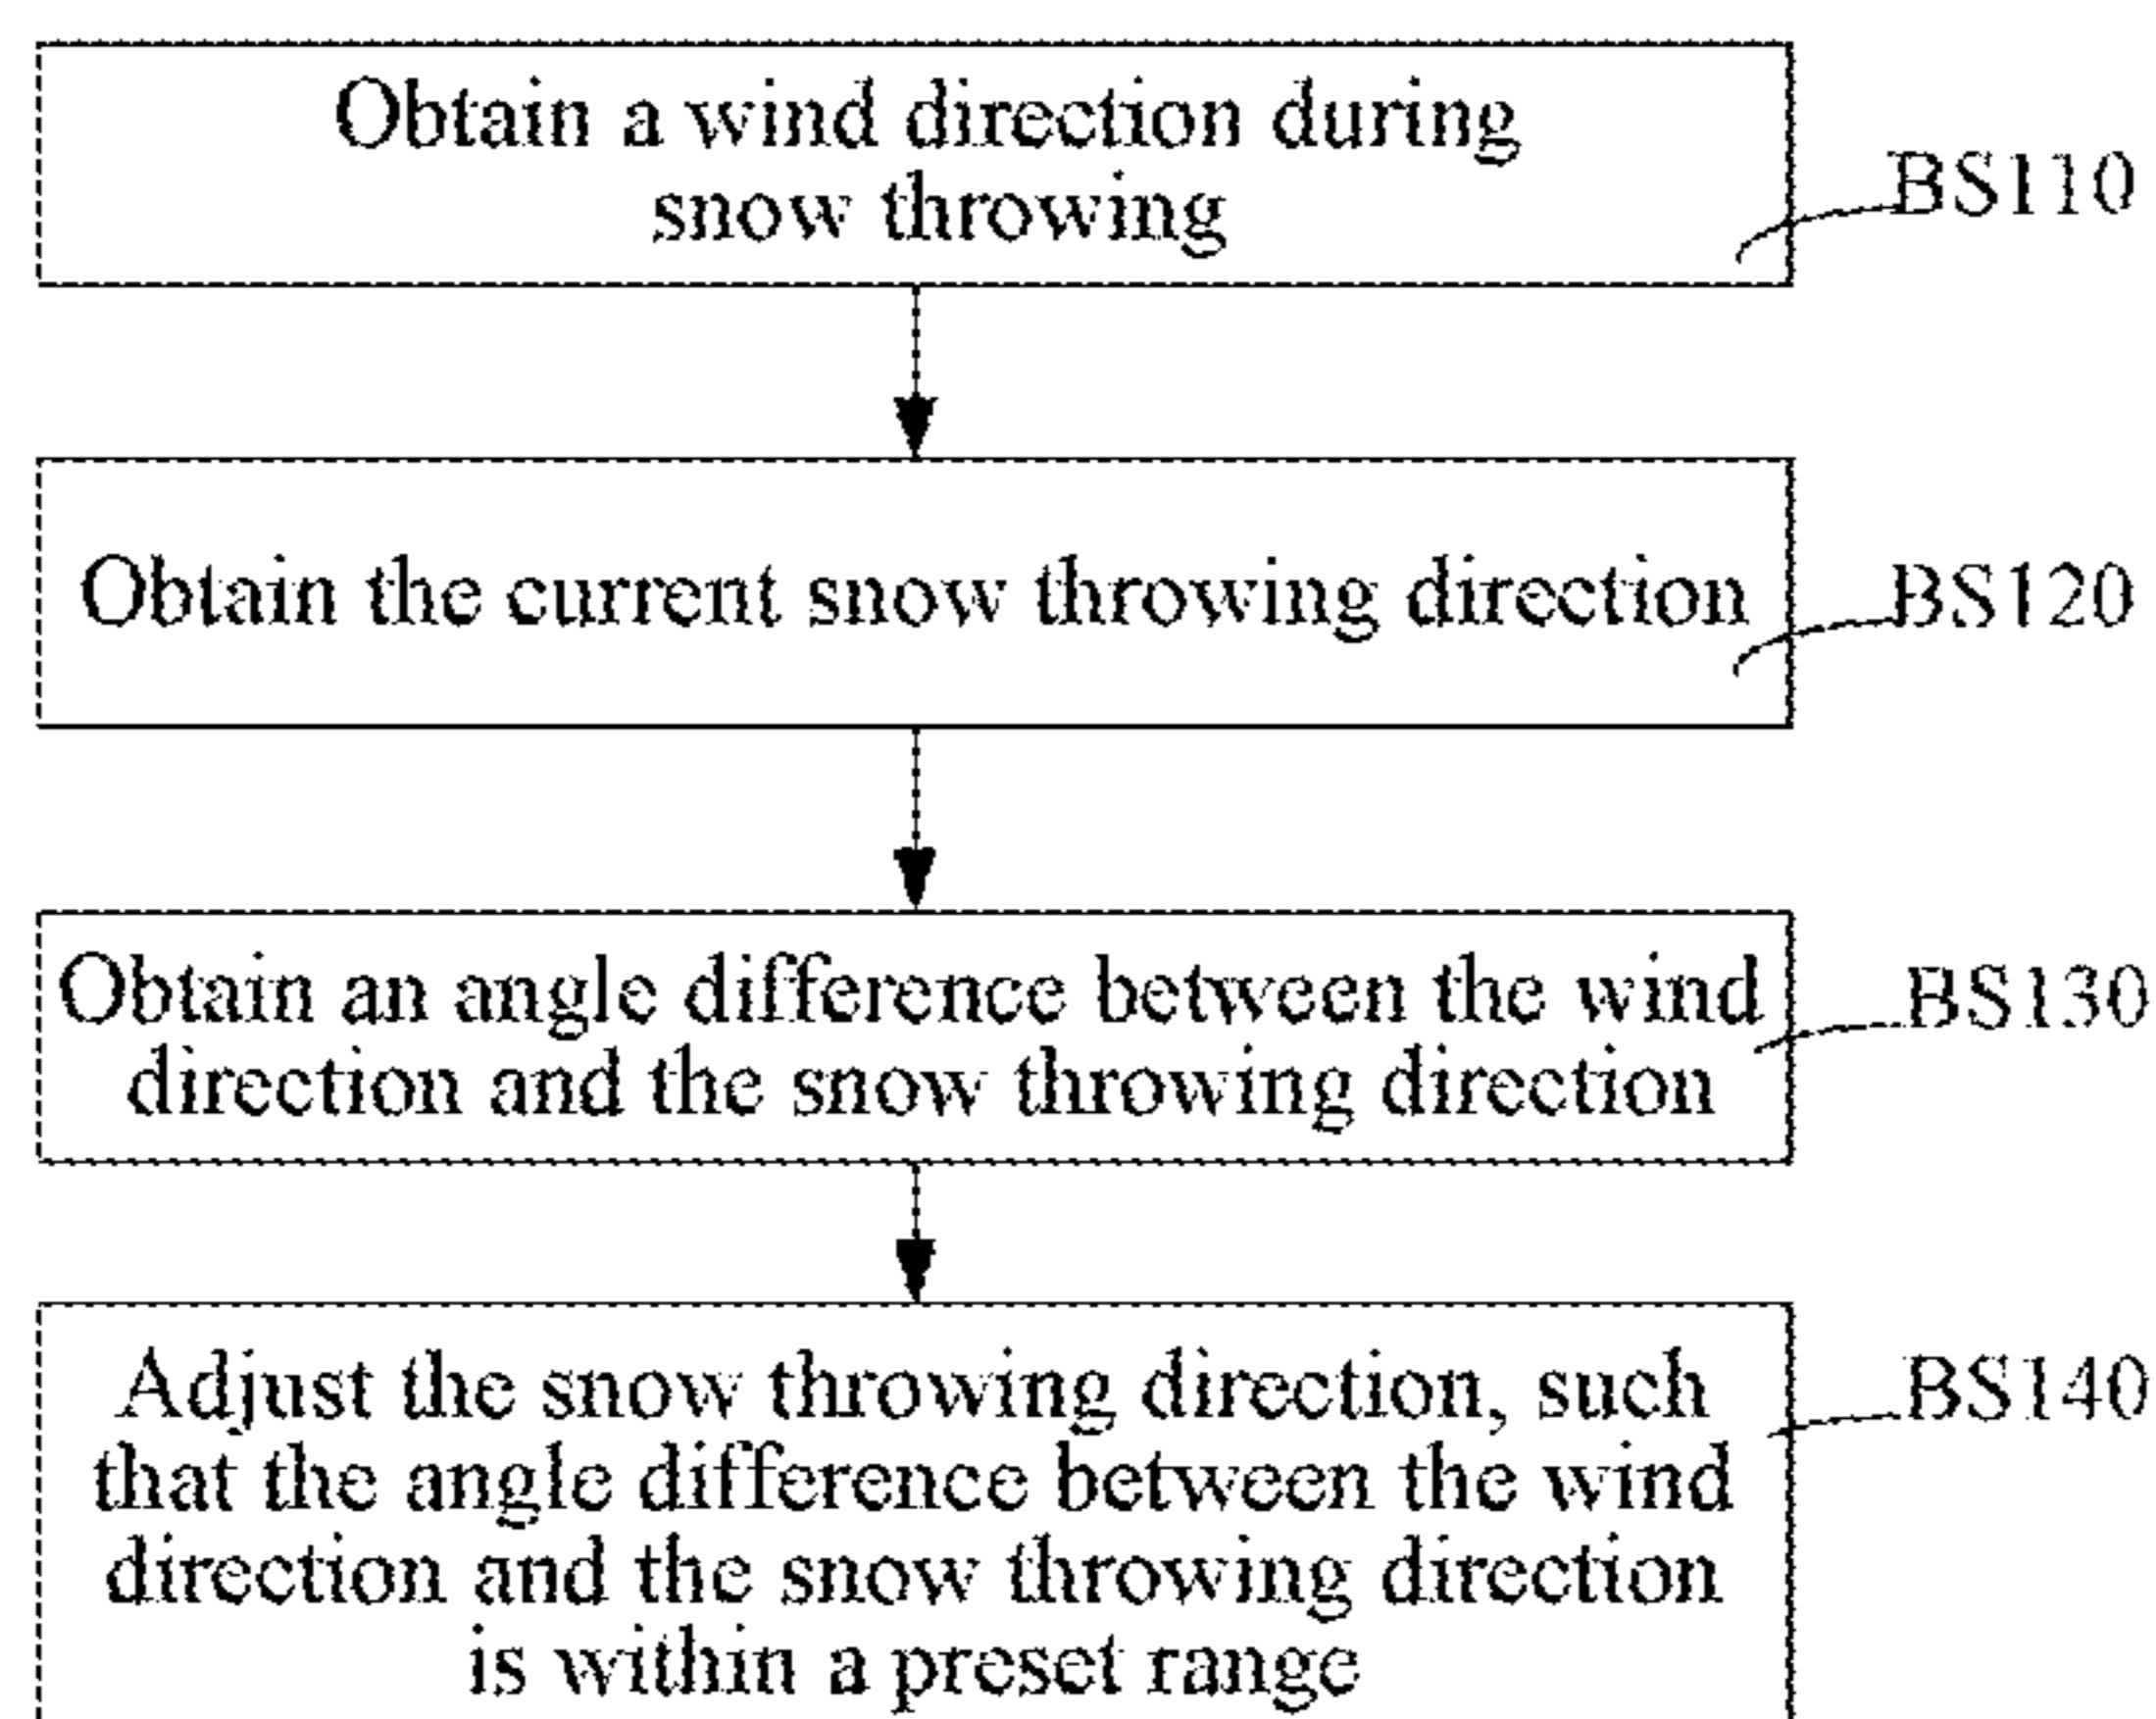 Obtain a wind direction during
snow throwing
BS110
Obtain the current snow throwing direction
BS120
Obtain an angle difference between the wind
direction and the snow throwing direction
BS130
Adjust the snow throwing direction, such
that the angle difference between the wind
direction and the snow throwing direction
is within a preset range
BS140